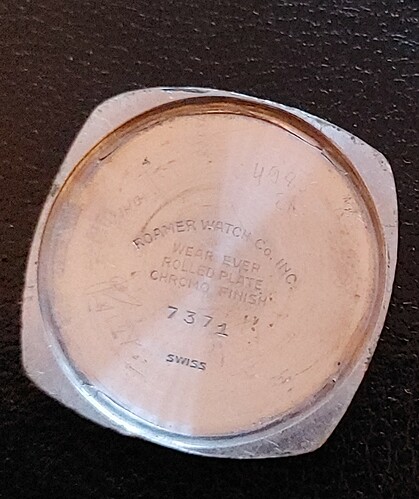 ROAMER WATCH Co. INC.
WEAR EVER
ROLLED PLATE
CHROMO FINISH
7371
SWISS